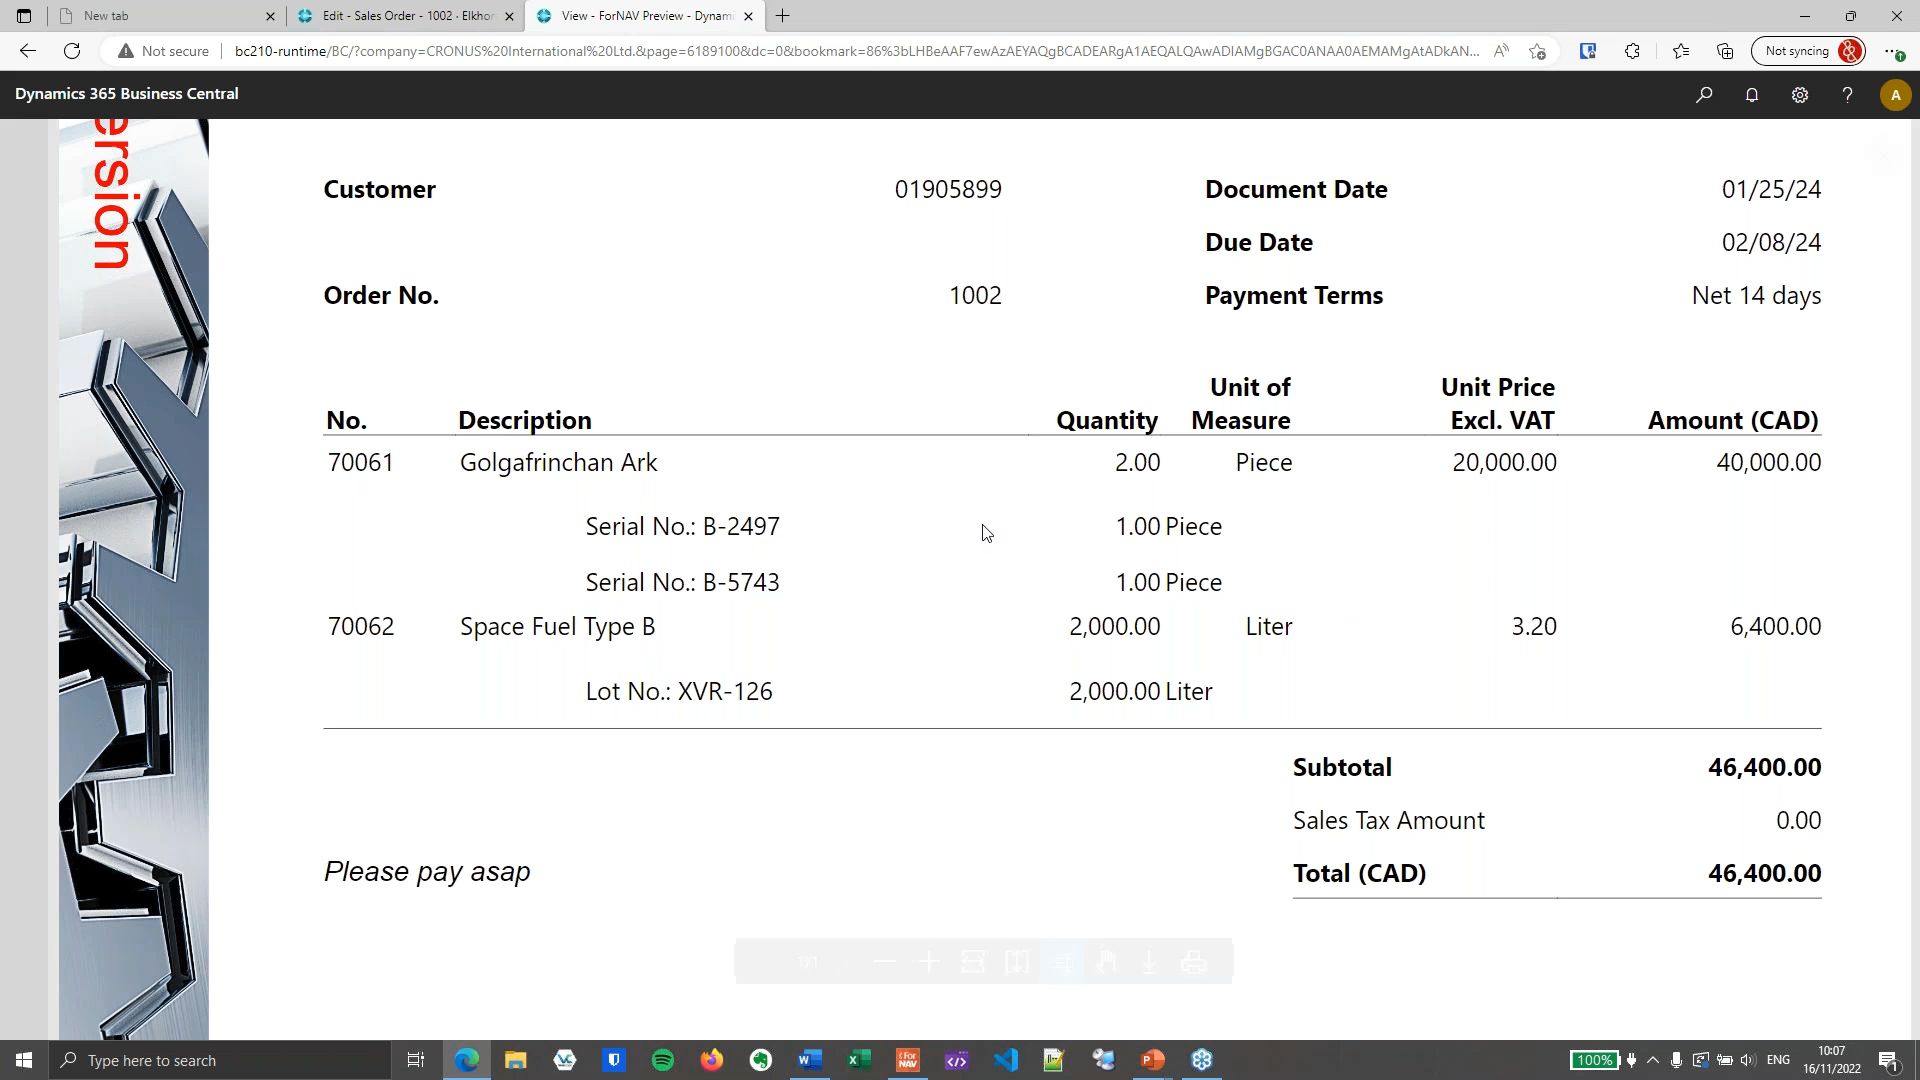 New tab
Edit - Sales Order - 1002 · Elkhor
View - ForNAV Preview - Dynami
Not secure
bc210-runtime/BC/?company=CRONUS%20International%20Ltd.&page=6189100&dc=0&bookmark=86%3bLHBeAAF7ewAzAEYAQgBCADEARgA1AEQALQAwADIAMgBGAC0ANAA0AEMAMgAtADkAN...
Not syncing
Dynamics 365 Business Central
A
ersion
Customer 01905899 Document Date 01/25/24
Due Date 02/08/24
Order No. 1002 Payment Terms Net 14 days
Unit of Unit Price
No. Description Quantity Measure Excl. VAT Amount (CAD)
70061 Golgafrinchan Ark 2.00 Piece 20,000.00 40,000.00
Serial No.: B-2497 1.00 Piece
Serial No.: B-5743 1.00 Piece
70062 Space Fuel Type B 2,000.00 Liter 3.20 6,400.00
Lot No.: XVR-126 2,000.00 Liter
Subtotal 46,400.00
Sales Tax Amount 0.00
Please pay asap
Total (CAD) 46,400.00
Type here to search
For
NAV
100%
ENG
10:07
16/11/2022
1